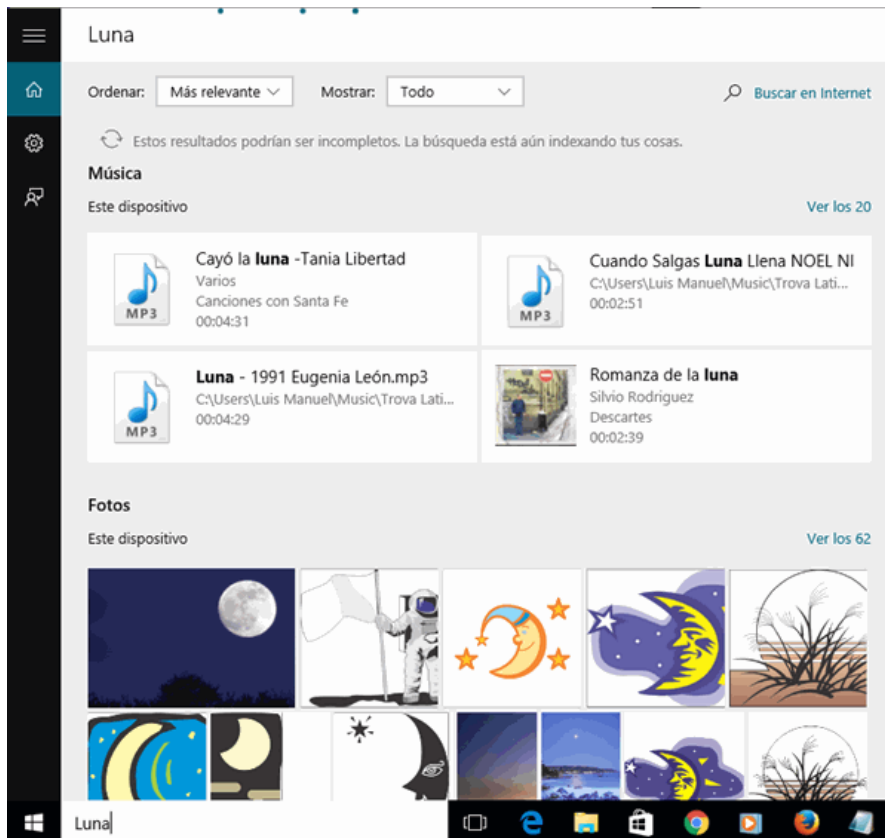 Luna
Ordenar: Más relevante Mostrar: Todo Buscar en Internet
Estos resultados podrían ser incompletos. La búsqueda está aún indexando tus cosas.
Música
Este dispositivo Ver los 20
MP3
Cayó la luna -Tania Libertad
Varios
Canciones con Santa Fe
00:04:31
MP3
Cuando Salgas Luna Llena NOEL NI
C:\Users\Luis Manuel\Music\Trova Lati...
00:02:51
MP3
Luna - 1991 Eugenia León.mp3
C:\Users\Luis Manuel\Music\Trova Lati...
00:04:29
Romanza de la luna
Silvio Rodriguez
Descartes
00:02:39
Fotos
Este dispositivo Ver los 62
Luna